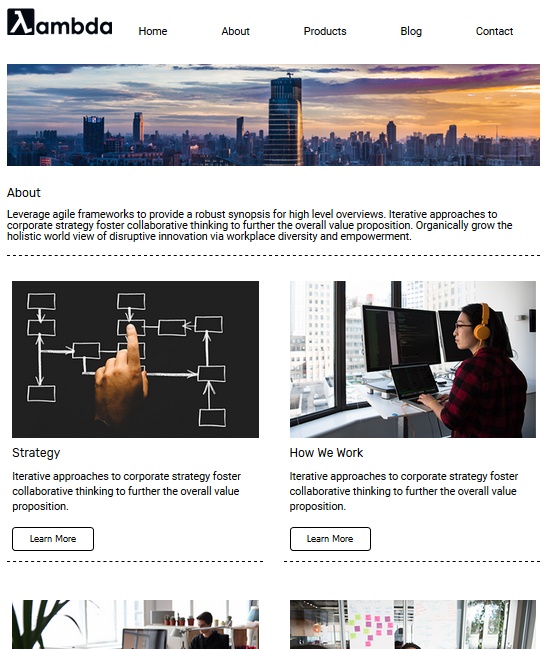 λambda
Home About Products Blog Contact
About
Leverage agile frameworks to provide a robust synopsis for high level overviews. Iterative approaches to
corporate strategy foster collaborative thinking to further the overall value proposition. Organically grow the
holistic world view of disruptive innovation via workplace diversity and empowerment.
Strategy
Iterative approaches to corporate strategy foster
collaborative thinking to further the overall value
proposition.
Learn More
How We Work
Iterative approaches to corporate strategy foster
collaborative thinking to further the overall value
proposition.
Learn More